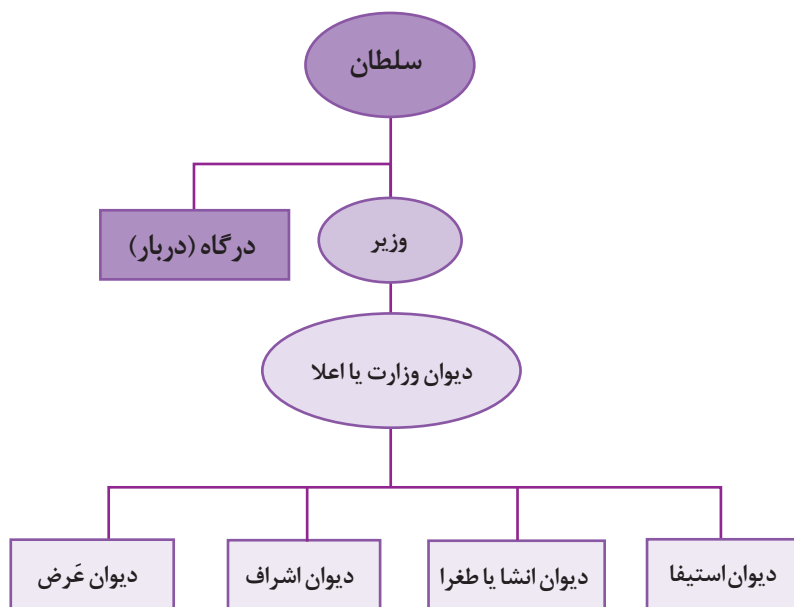 سلطان
وزیر
درگاه (دربار)
دیوان وزارت یا اعلا
دیوان استیفا
دیوان انشا یا طغرا
دیوان اشراف
دیوان عَرض